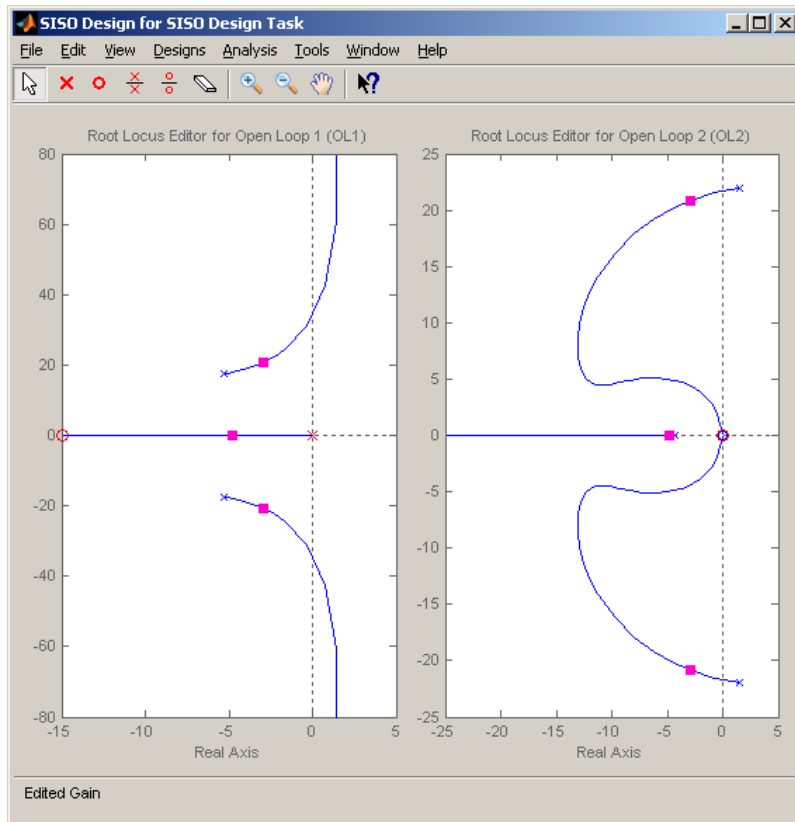 SISO Design for SISO Design Task
File Edit View Designs Analysis Tools Window Help
Root Locus Editor for Open Loop 1 (OL1)
80
60
40
20
0
-20
-40
-60
-80
-15 -10 -5 0 5
Real Axis
Root Locus Editor for Open Loop 2 (OL2)
25
20
15
10
5
0
-5
-10
-15
-20
-25
-25 -20 -15 -10 -5 0 5
Real Axis
Edited Gain